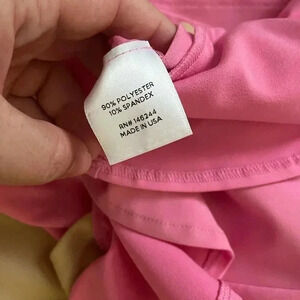 90% POLYESTER
10% SPANDEX
RN# 146244
MADE IN USA